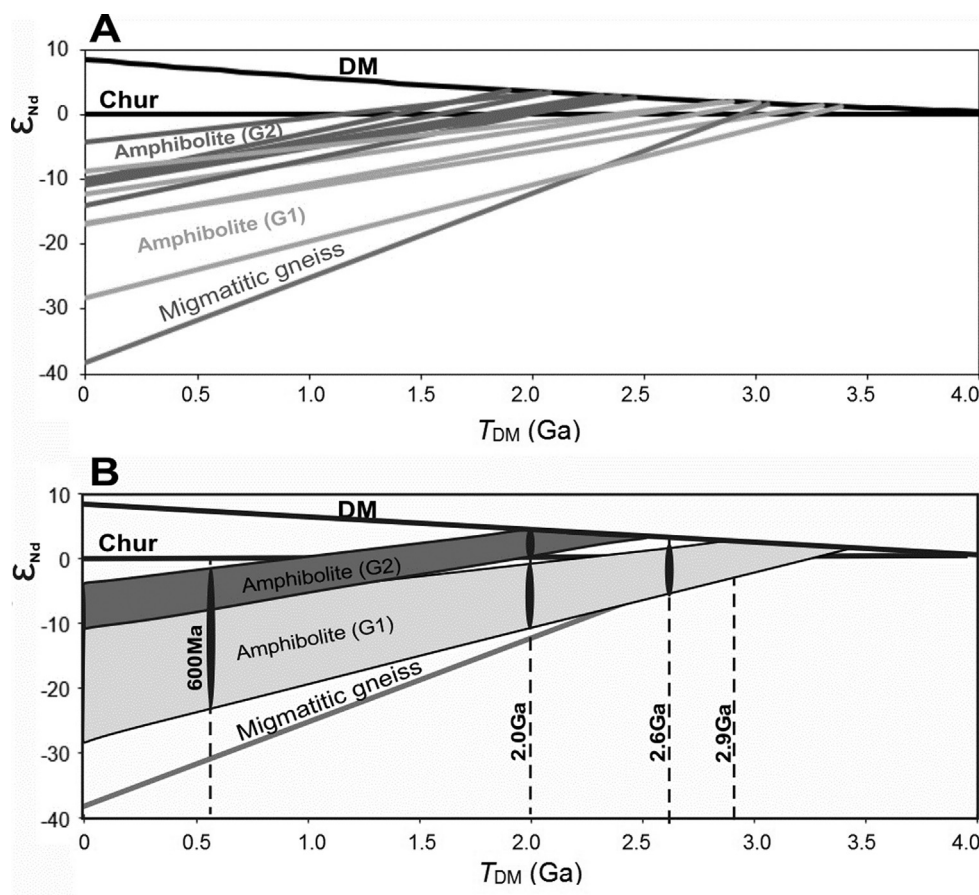 A
10
DM
Chur
0
Amphibolite (G2)
-10
Amphibolite (G1)
-20
Migmatitic gneiss
-30
-40
εNd
0 0.5 1.0 1.5 2.0 2.5 3.0 3.5 4.0
TDM (Ga)
B
10
DM
Chur
0
Amphibolite (G2)
-10
Amphibolite (G1)
600Ma
-20
Migmatitic gneiss
2.0Ga
2.6Ga
2.9Ga
-30
-40
εNd
0 0.5 1.0 1.5 2.0 2.5 3.0 3.5 4.0
TDM (Ga)